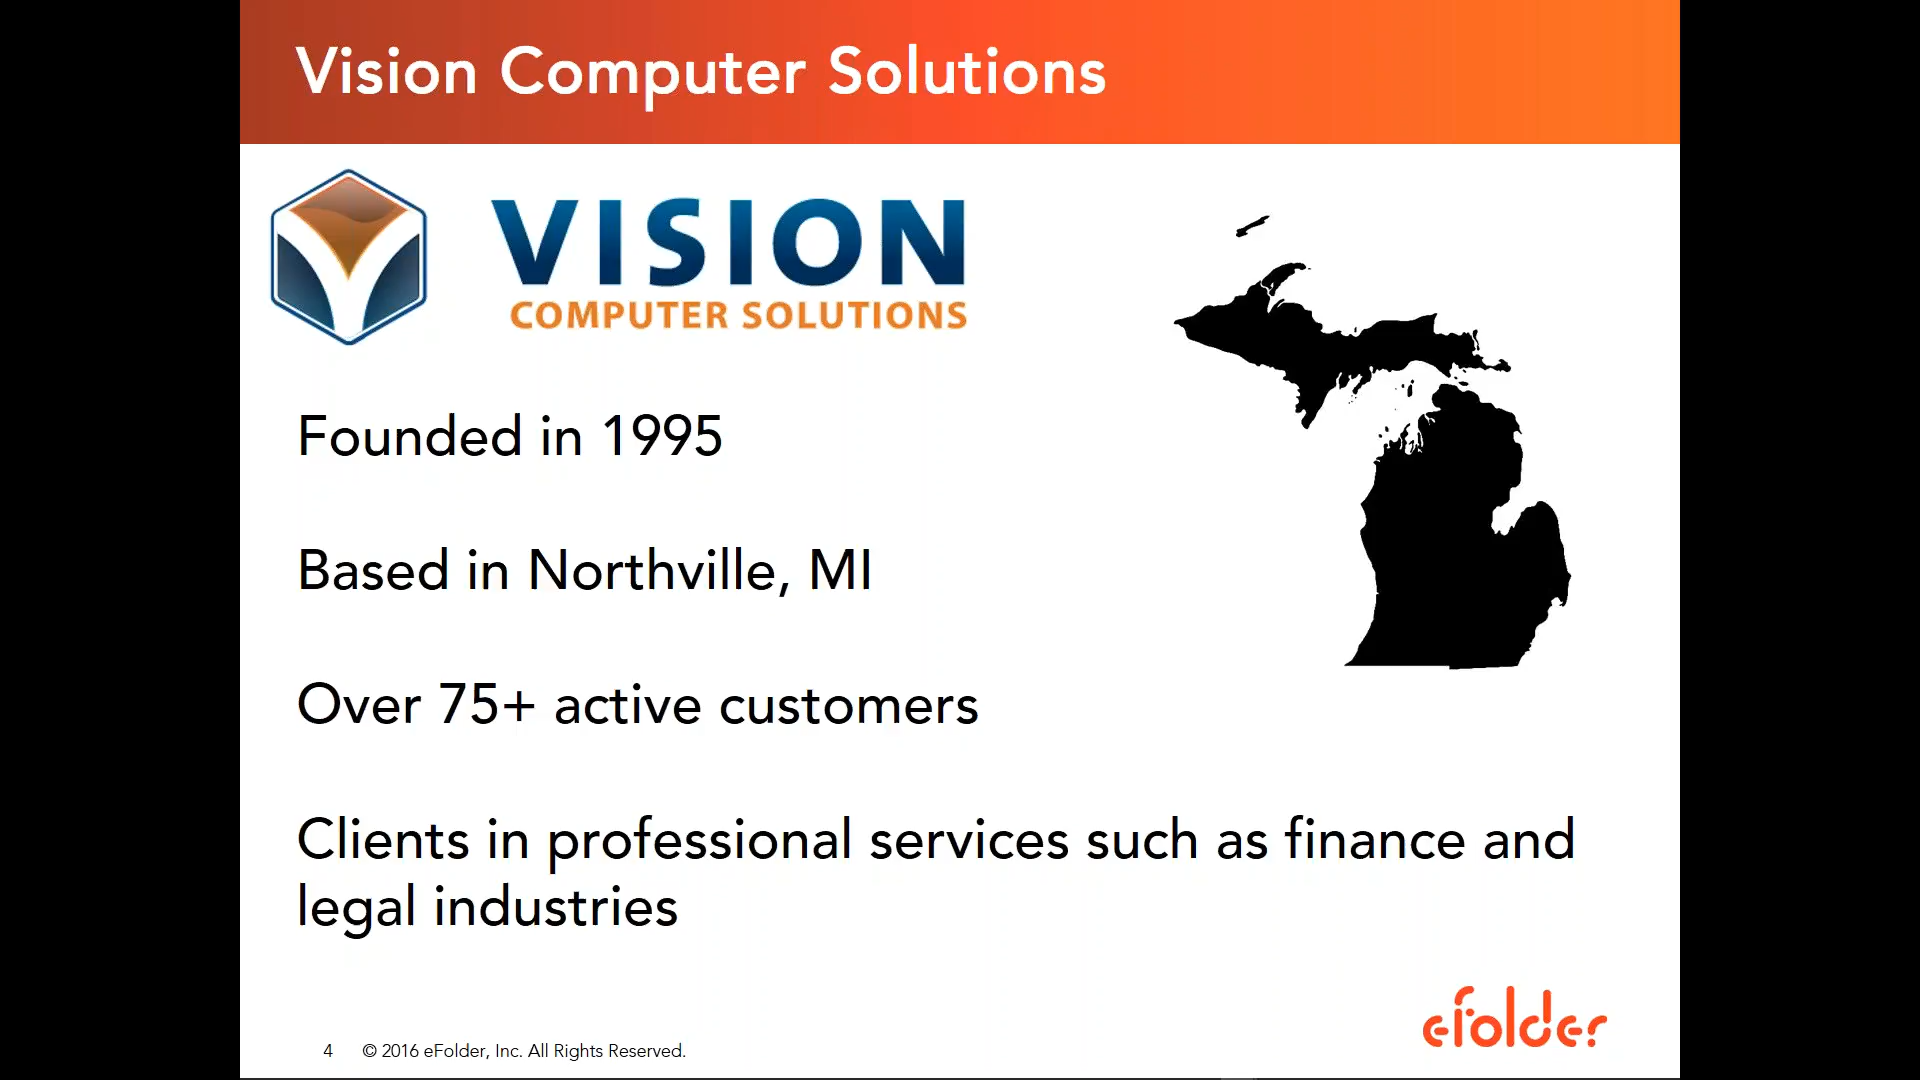 Vision Computer Solutions
VISION
COMPUTER SOLUTIONS
Founded in 1995
Based in Northville, MI
Over 75+ active customers
Clients in professional services such as finance and
legal industries
efolder
4 © 2016 eFolder, Inc. All Rights Reserved.